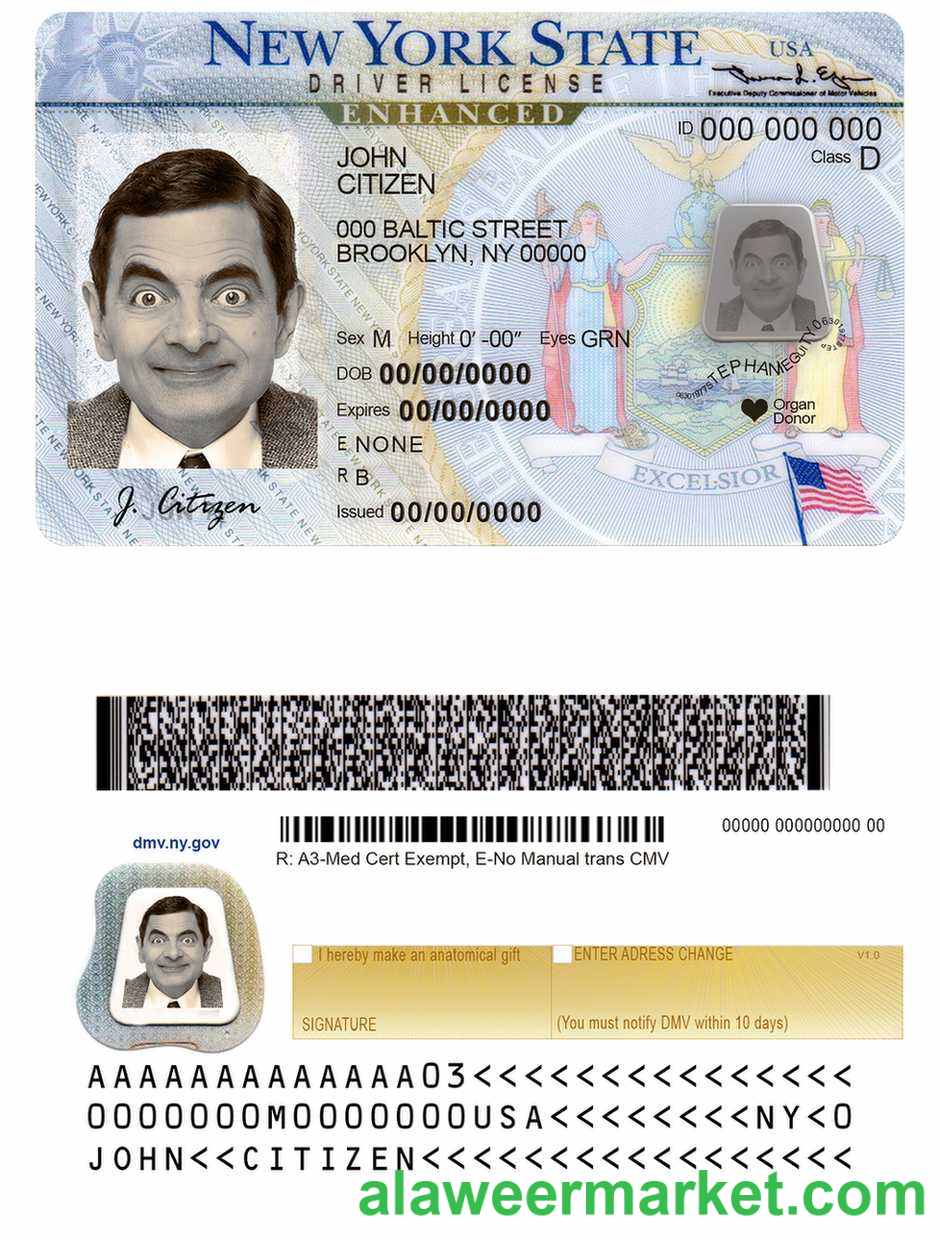 NEW YORK STATE
USA
DRIVER LICENSE
Executive Deputy Commissioner of Motor Vehicles
ENHANCED
ID 000 000 000
Class D
JOHN
CITIZEN
000 BALTIC STREET
BROOKLYN, NY 00000
Sex M Height 0' -00" Eyes GRN
DOB 00/00/0000
Expires 00/00/0000
E NONE
R B
Issued 00/00/0000
Organ
Donor
EXCELSIOR
J. Citizen
dmv.ny.gov
00000 000000000 00
R: A3-Med Cert Exempt, E-No Manual trans CMV
I hereby make an anatomical gift
SIGNATURE
ENTER ADRESS CHANGE
V1.0
(You must notify DMV within 10 days)
AAAAAAAAAAAAA03<<<<<<<<<<<<<<<
0000000M0000000USA<<<<<<<<NY<0
JOHN<<CITIZEN<<<<<<<<<<<<<<<<<
alaweermarket.com